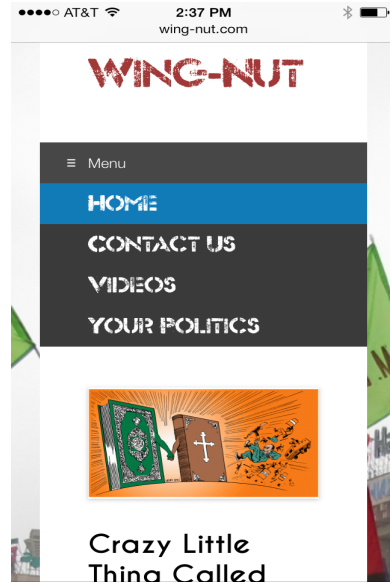 AT&T 2:37 PM
wing-nut.com
WING-NUT
Menu
HOME
CONTACT US
VIDEOS
YOUR POLITICS
Crazy Little
Thing Called